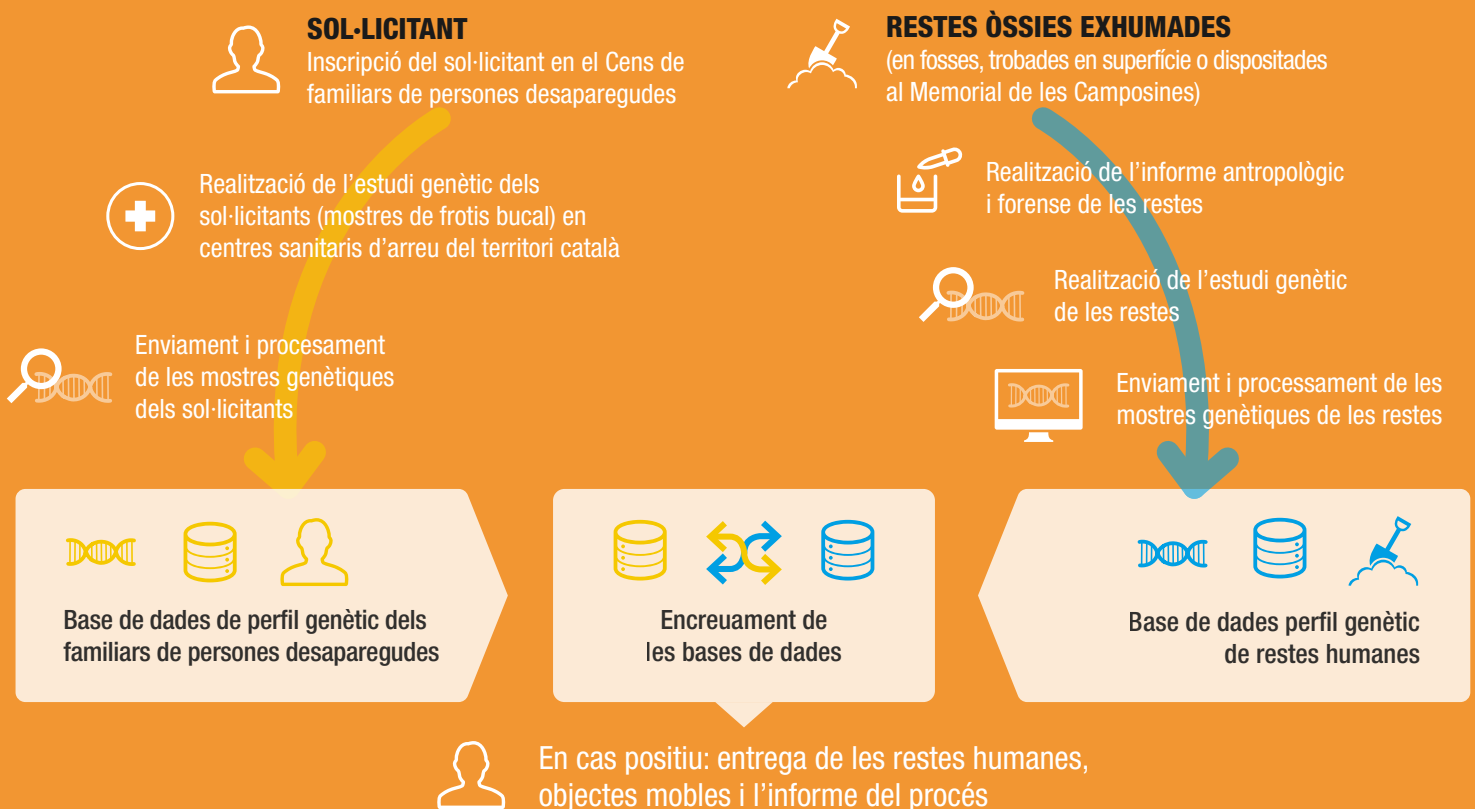 SOL·LICITANT
Inscripció del sol·licitant en el Cens de
familiars de persones desaparegudes
Realització de l’estudi genètic dels
sol·licitants (mostres de frotis bucal) en
centres sanitaris d’arreu del territori català
Enviament i procesament
de les mostres genètiques
dels sol·licitants
RESTES ÒSSIES EXHUMADES
(en fosses, trobades en superfície o dispositades
al Memorial de les Camposines)
Realització de l’informe antropològic
i forense de les restes
Realització de l’estudi genètic
de les restes
Enviament i processament de les
mostres genètiques de les restes
Base de dades de perfil genètic dels
familiars de persones desaparegudes
Encreuament de
les bases de dades
Base de dades perfil genètic
de restes humanes
En cas positiu: entrega de les restes humanes,
objectes mobles i l’informe del procés